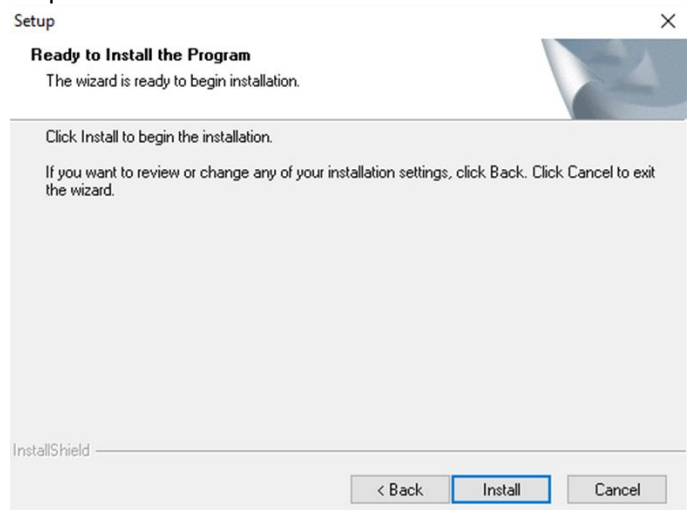 Setup
Ready to Install the Program
The wizard is ready to begin installation.
Click Install to begin the installation.
If you want to review or change any of your installation settings, click Back. Click Cancel to exit
the wizard.
InstallShield
< Back Install Cancel